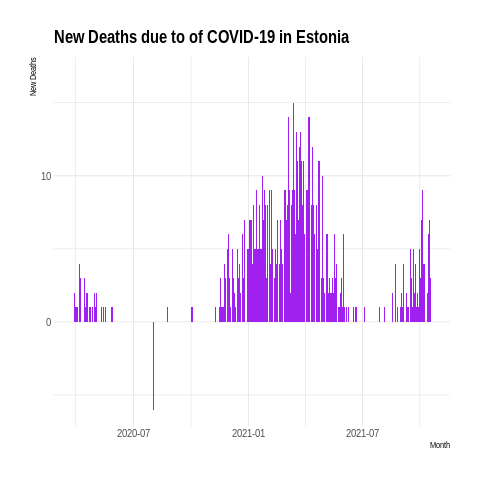 New Deaths due to of COVID-19 in Estonia
New Deaths
10
0
2020-07
2021-01
2021-07
Month